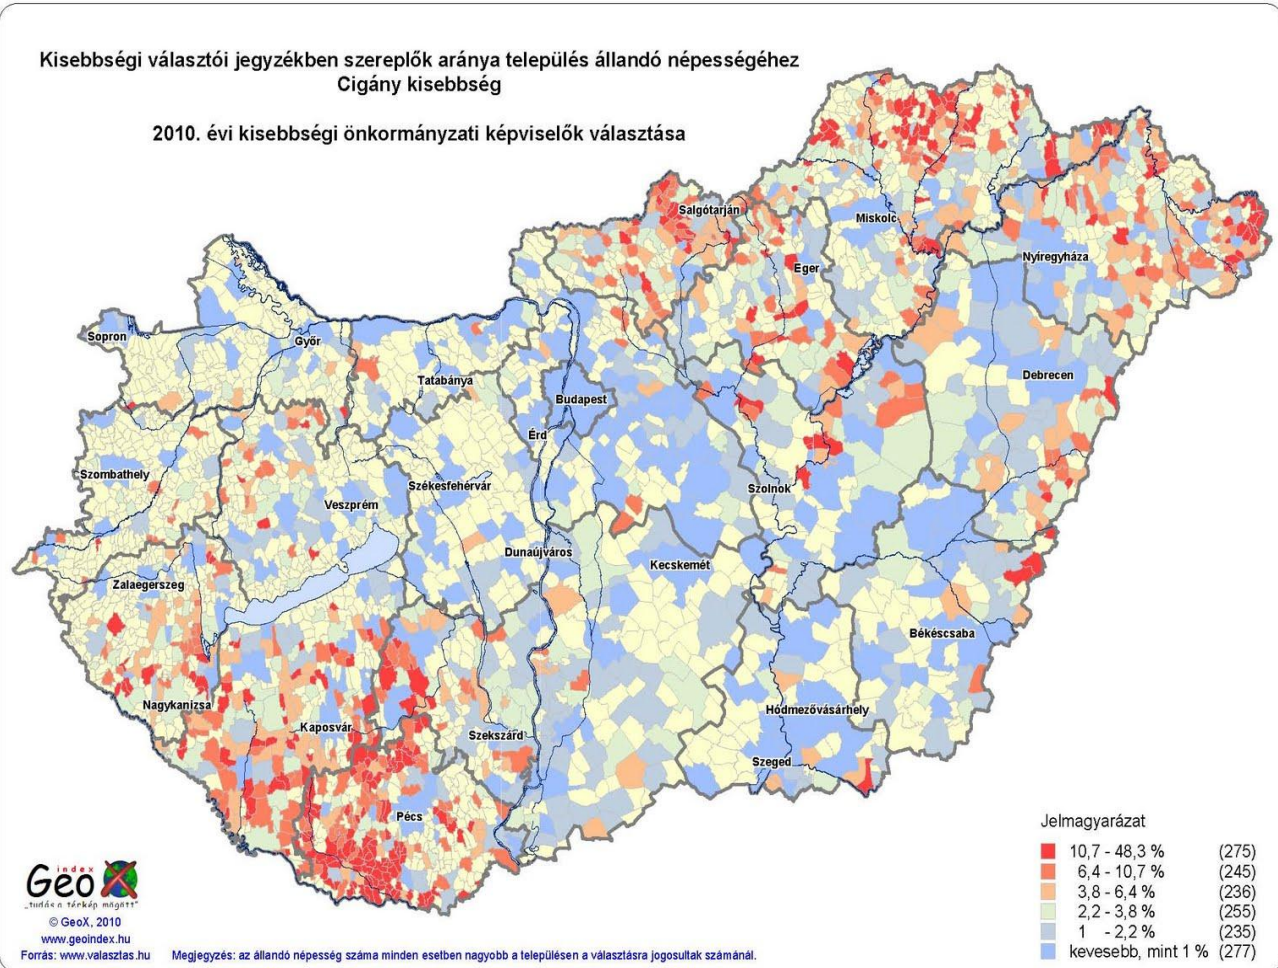 Kisebbségi választói jegyzékben szereplők aránya település állandó népességéhez
Cigány kisebbség
2010. évi kisebbségi önkormányzati képviselők választása
Salgótarján
Miskolc
Eger
Nyíregyháza
Sopron
Győr
Tatabánya
Debrecen
Budapest
Érd
Szombathely
Székesfehérvár
Szolnok
Veszprém
Dunaújváros
Kecskemét
Zalaegerszeg
Békéscsaba
Nagykanizsa
Kaposvár
Hódmezővásárhely
Szekszárd
Szeged
Pécs
Jelmagyarázat
10,7 - 48,3 % (275)
6,4 - 10,7 % (245)
3,8 - 6,4 % (236)
2,2 - 3,8 % (255)
1 - 2,2 % (235)
kevesebb, mint 1 % (277)
index
GeoX
"tudás a térkép mögött"
© GeoX, 2010
www.geoindex.hu
Forrás: www.valasztas.hu Megjegyzés: az állandó népesség száma minden esetben nagyobb a településen a választásra jogosultak számánál.